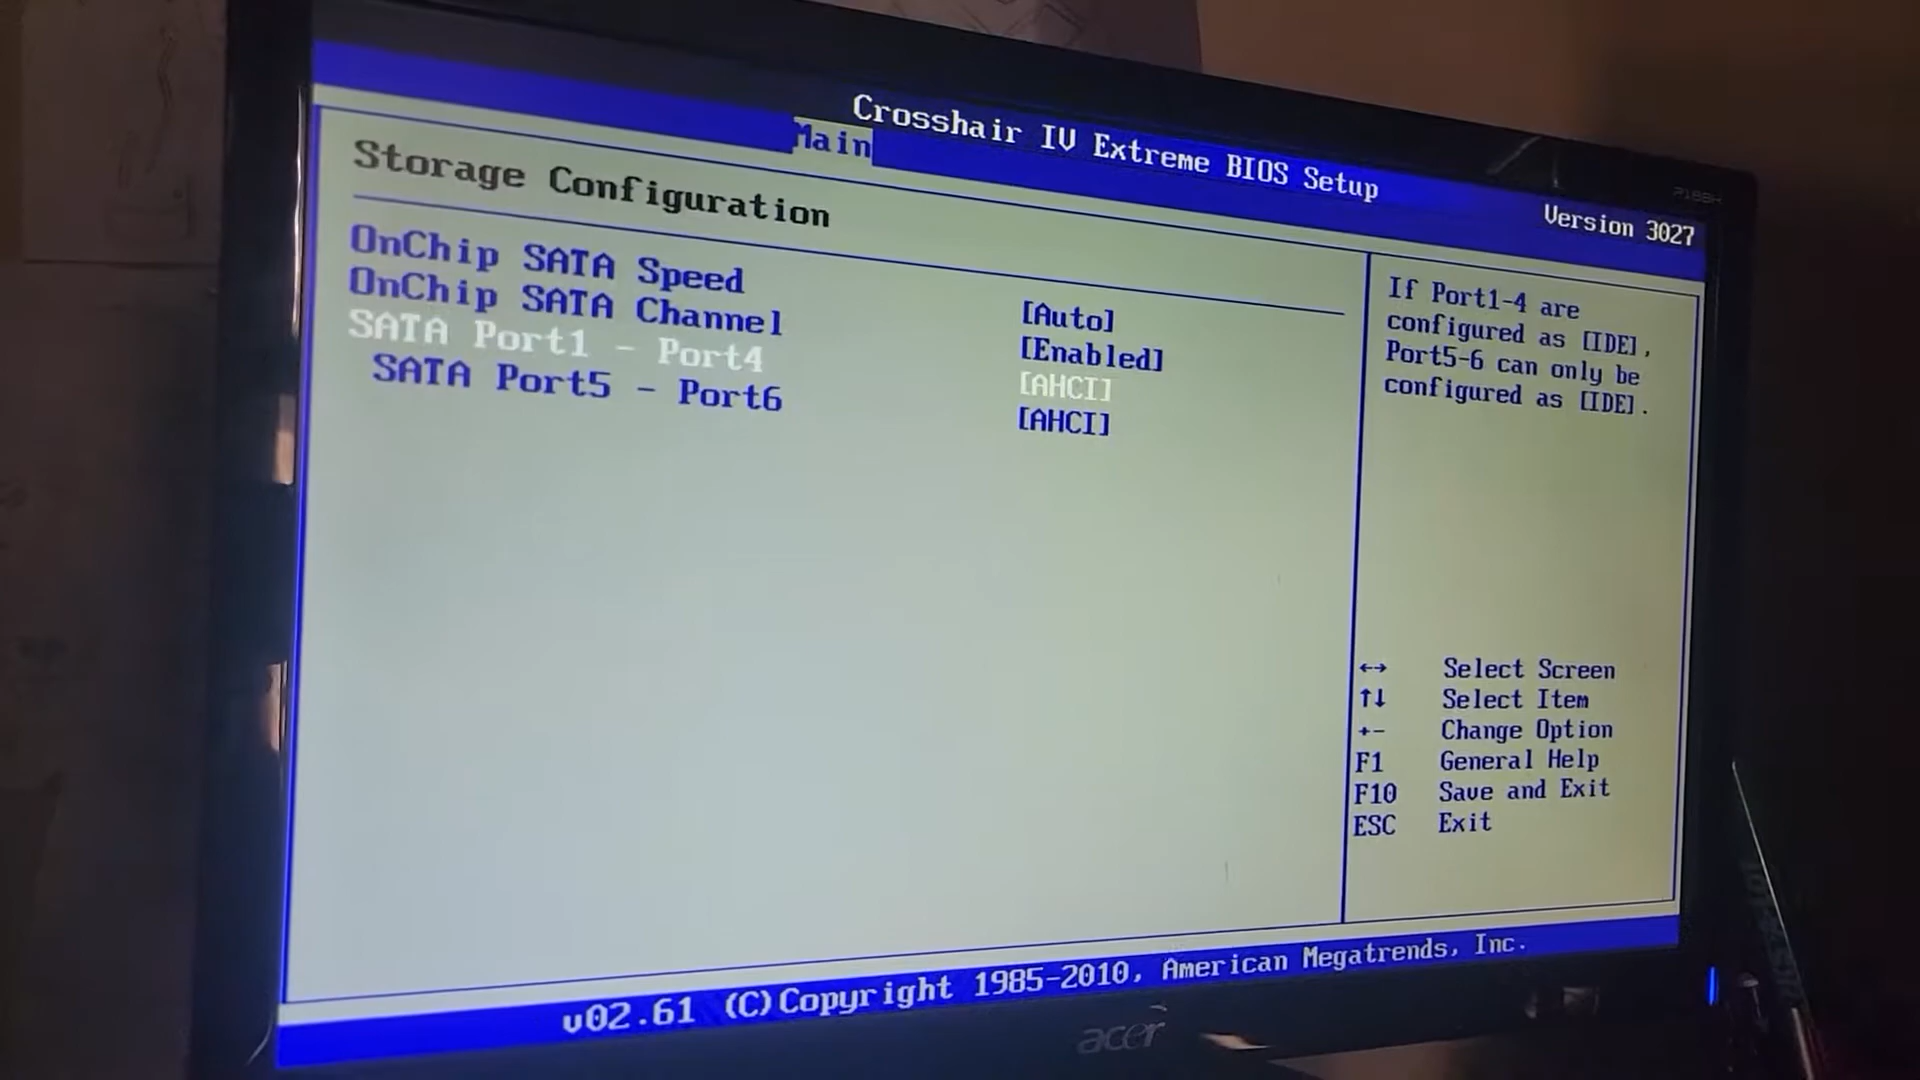 Crosshair IV Extreme BIOS Setup
Version 3027
Main
Storage Configuration
OnChip SATA Speed [Auto]
OnChip SATA Channel [Enabled]
SATA Port1 - Port4 [AHCI]
SATA Port5 - Port6 [AHCI]
If Port1-4 are
configured as [IDE],
Port5-6 can only be
configured as [IDE].
↔ Select Screen
↑↓ Select Item
+- Change Option
F1 General Help
F10 Save and Exit
ESC Exit
v02.61 (C)Copyright 1985-2010, American Megatrends, Inc.
acer